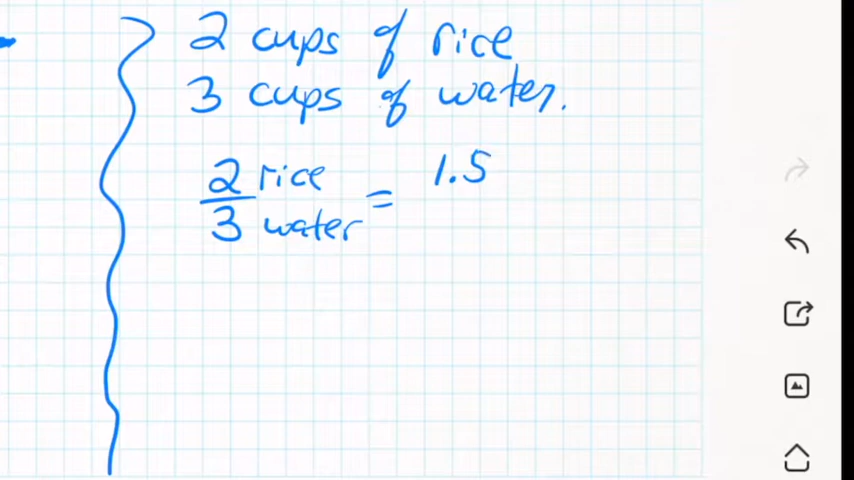 2 cups of rice
3 cups of water.
2 rice = 1.5
3 water